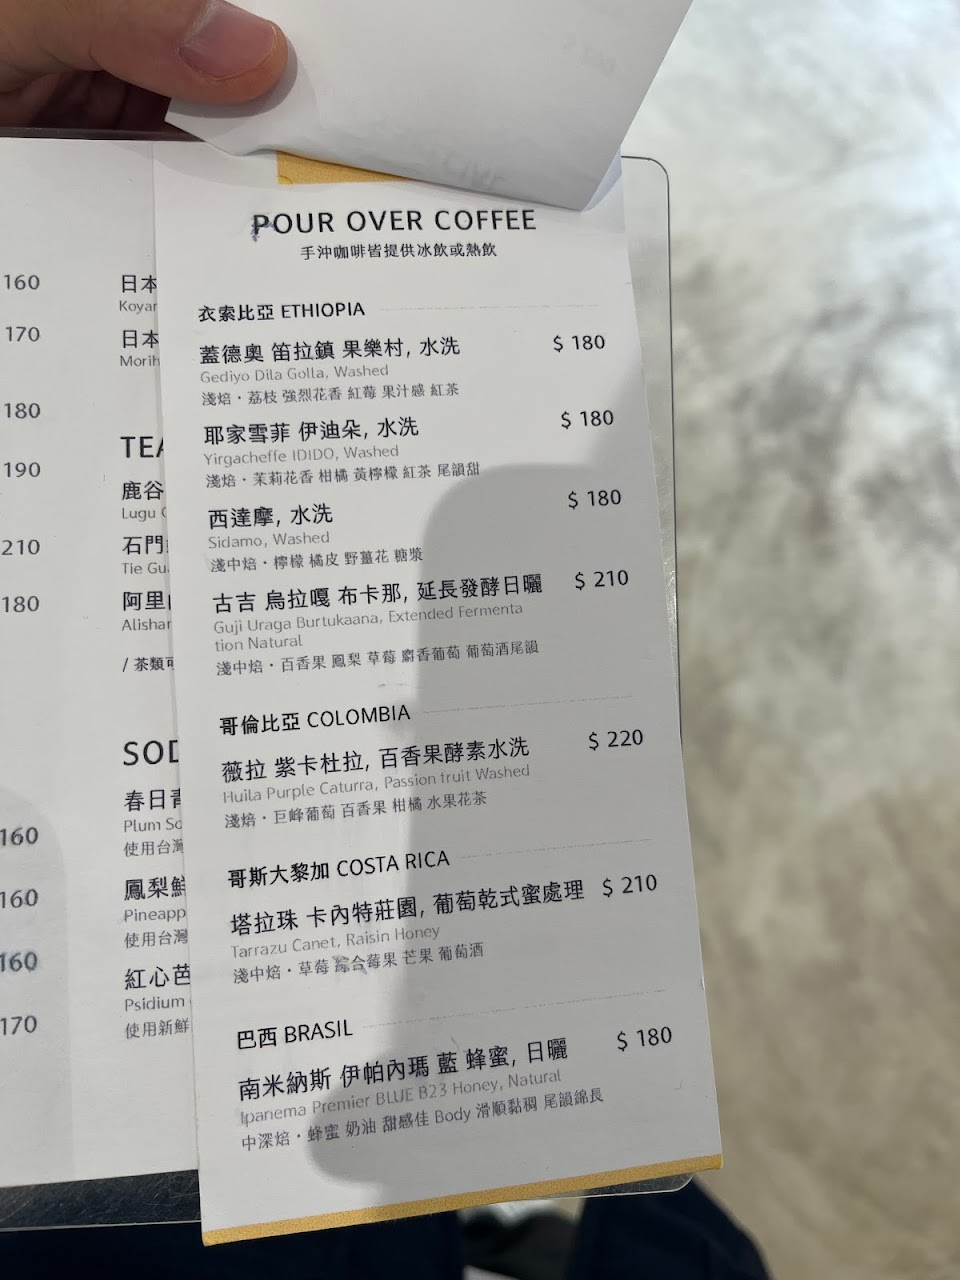 POUR OVER COFFEE
手沖咖啡皆提供冰飲或熱飲
衣索比亞 ETHIOPIA
蓋德奧 笛拉鎮 果樂村, 水洗 $ 180
Gediyo Dila Golla, Washed
淺焙・荔枝 強烈花香 紅莓 果汁感 紅茶
耶家雪菲 伊迪朵, 水洗 $ 180
Yirgacheffe IDIDO, Washed
淺焙・茉莉花香 柑橘 黃檸檬 紅茶 尾韻甜
西達摩, 水洗 $ 180
Sidamo, Washed
淺中焙・檸檬 橘皮 野薑花 糖漿
古吉 烏拉嘎 布卡那, 延長發酵日曬 $ 210
Guji Uraga Burtukaana, Extended Fermenta
tion Natural
淺中焙・百香果 鳳梨 草莓 麝香葡萄 葡萄酒尾韻
哥倫比亞 COLOMBIA
薇拉 紫卡杜拉, 百香果酵素水洗 $ 220
Huila Purple Caturra, Passion fruit Washed
淺焙・巨峰葡萄 百香果 柑橘 水果花茶
哥斯大黎加 COSTA RICA
塔拉珠 卡內特莊園, 葡萄乾式蜜處理 $ 210
Tarrazu Canet, Raisin Honey
淺中焙・草莓 綜合莓果 芒果 葡萄酒
巴西 BRASIL
南米納斯 伊帕內瑪 藍 蜂蜜, 日曬 $ 180
Ipanema Premier BLUE B23 Honey, Natural
中深焙・蜂蜜 奶油 甜感佳 Body 滑順黏稠 尾韻綿長
160
170
180
190
210
180
160
160
160
170
日本
Koyar
日本
Morih
TEA
鹿谷
Lugu
石門
Tie Gu
阿里
Alishar
/ 茶類
SOD
春日
Plum So
使用台灣
鳳梨鮮
Pineapp
使用台灣
紅心芭
Psidium
使用新鮮